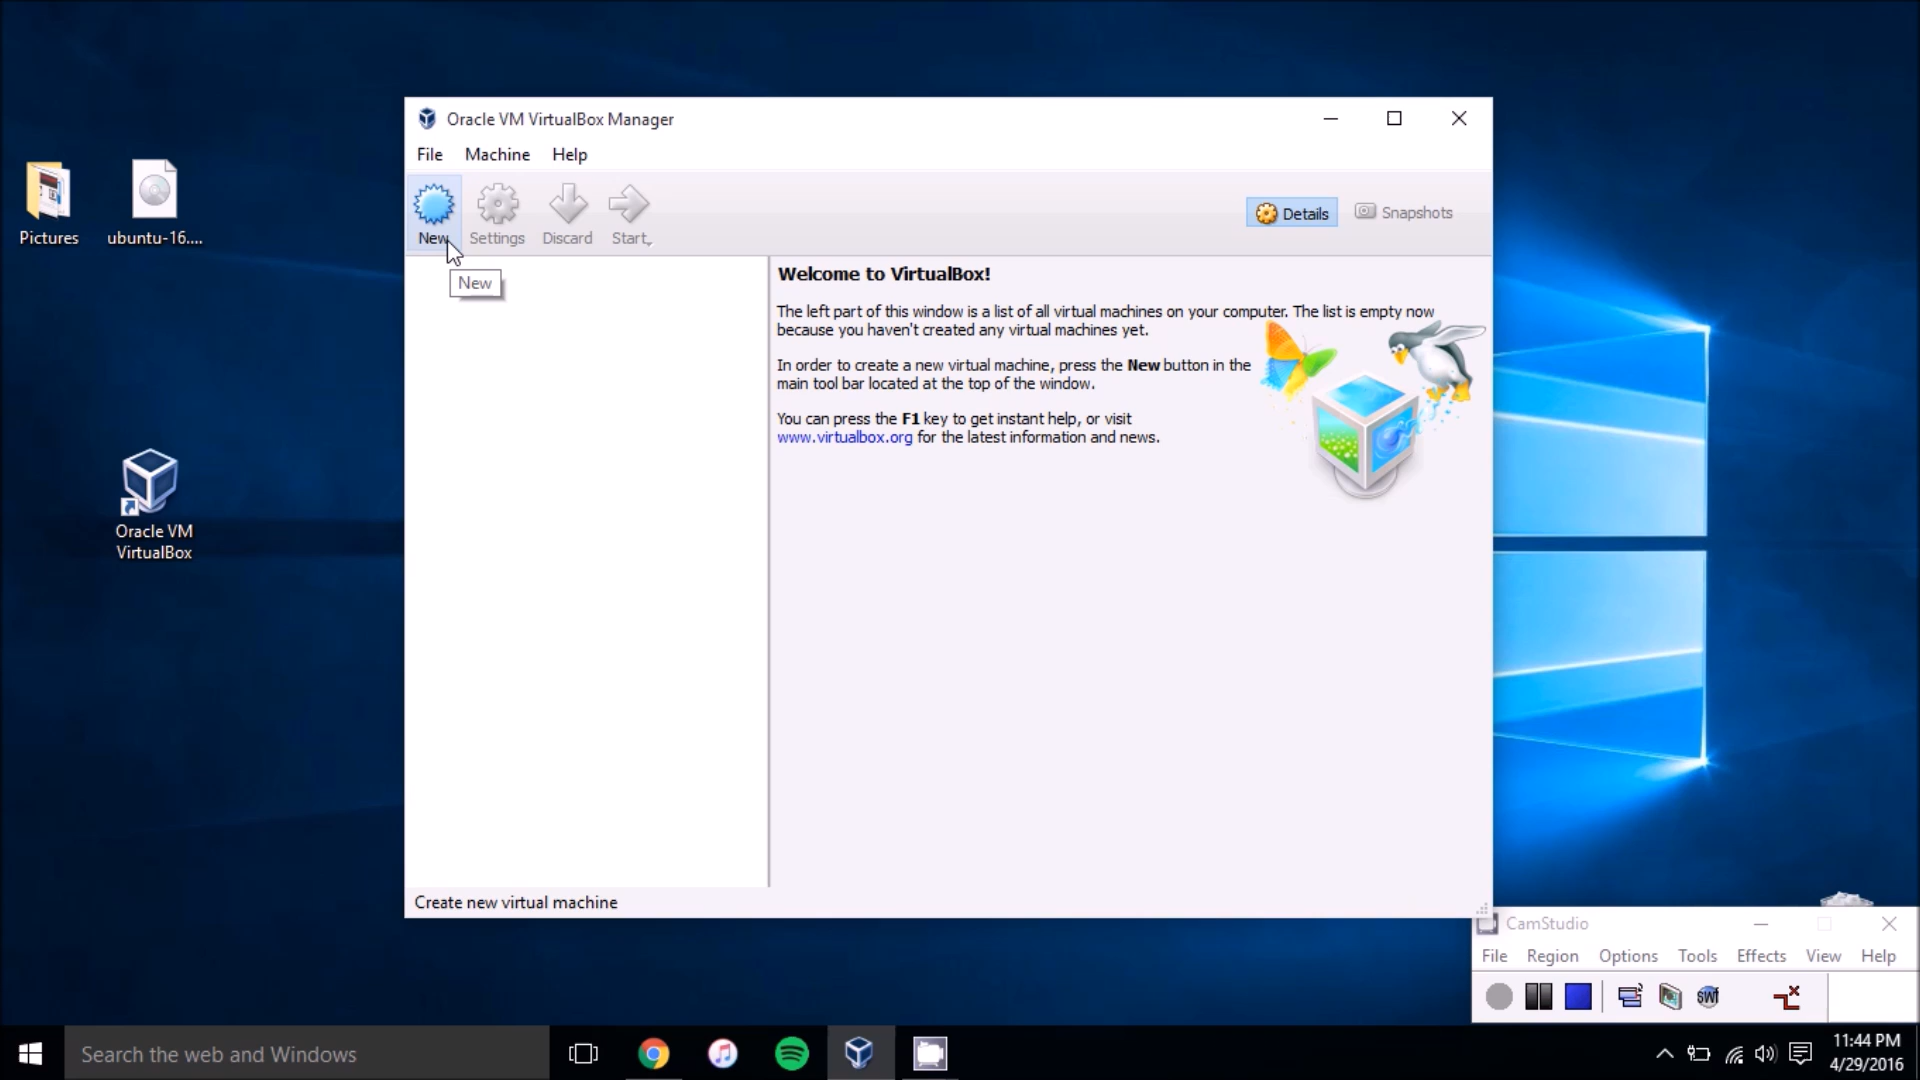 Oracle VM VirtualBox Manager
File Machine Help
New Settings Discard Start
Details Snapshots
New
Pictures
ubuntu-16....
Oracle VM
VirtualBox
Welcome to VirtualBox!
The left part of this window is a list of all virtual machines on your computer. The list is empty now
because you haven't created any virtual machines yet.
In order to create a new virtual machine, press the New button in the
main tool bar located at the top of the window.
You can press the F1 key to get instant help, or visit
www.virtualbox.org for the latest information and news.
Create new virtual machine
CamStudio
File Region Options Tools Effects View Help
swf
Search the web and Windows
11:44 PM
4/29/2016